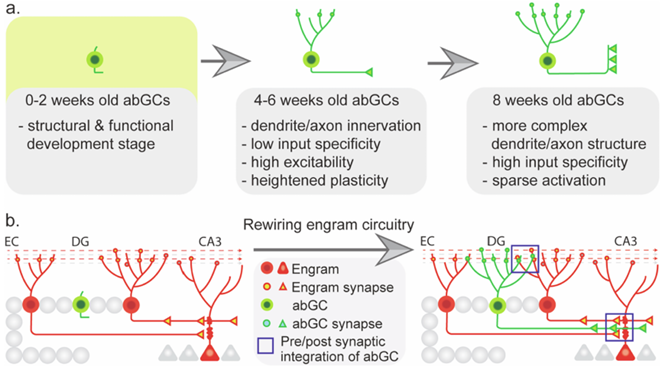 a.
0-2 weeks old abGCs
- structural & functional
development stage
4-6 weeks old abGCs
- dendrite/axon innervation
- low input specificity
- high excitability
- heightened plasticity
8 weeks old abGCs
- more complex
dendrite/axon structure
- high input specificity
- sparse activation
b.
EC DG CA3
Rewiring engram circuitry
Engram
Engram synapse
abGC
abGC synapse
Pre/post synaptic
integration of abGC
EC DG CA3